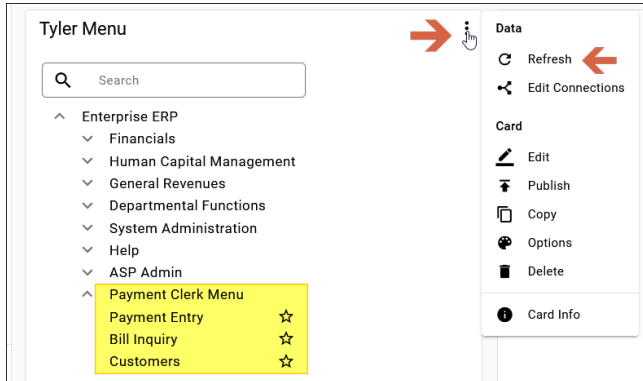 Tyler Menu
Search
Enterprise ERP
Financials
Human Capital Management
General Revenues
Departmental Functions
System Administration
Help
ASP Admin
Payment Clerk Menu
Payment Entry
Bill Inquiry
Customers
Data
Refresh
Edit Connections
Card
Edit
Publish
Copy
Options
Delete
Card Info